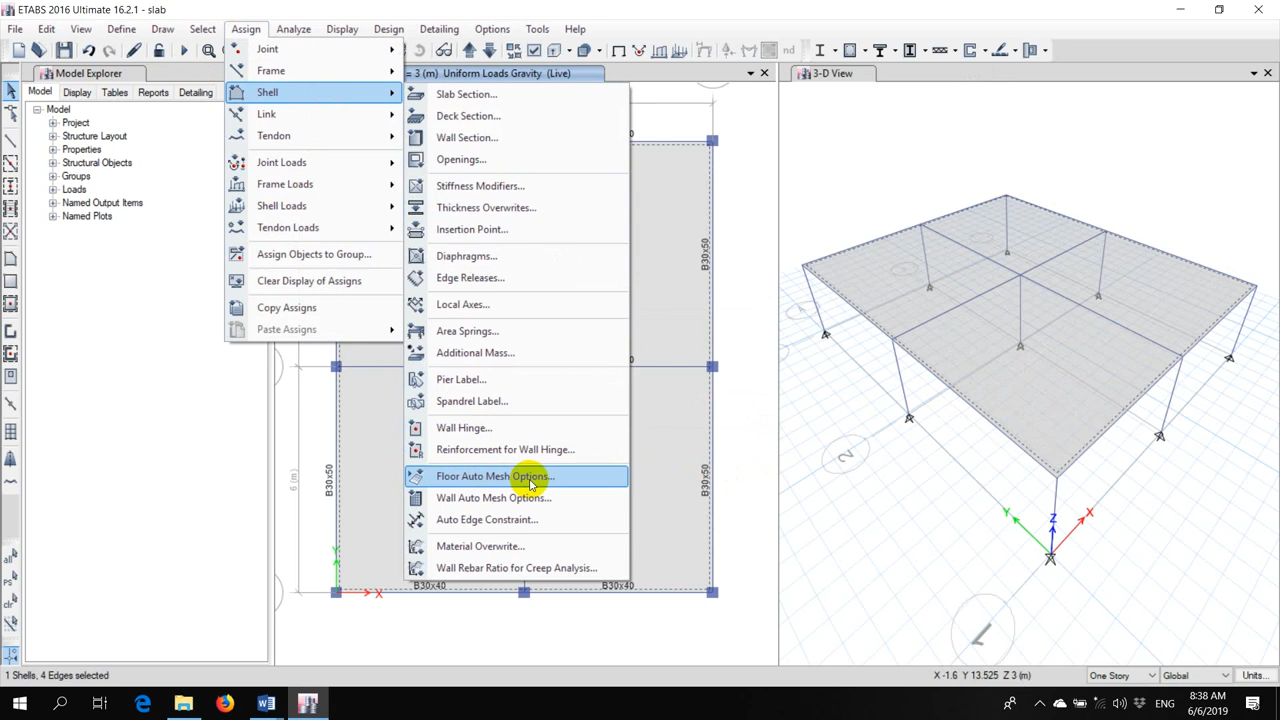 ETABS 2016 Ultimate 16.2.1 - slab
File Edit View Define Draw Select Assign Analyze Display Design Detailing Options Tools Help
nd
Model Explorer
= 3 (m) Uniform Loads Gravity (Live)
3-D View
Model Display Tables Reports Detailing
Model
Project
Structure Layout
Properties
Structural Objects
Groups
Loads
Named Output Items
Named Plots
Joint
Frame
Shell
Link
Tendon
Joint Loads
Frame Loads
Shell Loads
Tendon Loads
Assign Objects to Group...
Clear Display of Assigns
Copy Assigns
Paste Assigns
Slab Section...
Deck Section...
Wall Section...
Openings...
Stiffness Modifiers...
Thickness Overwrites...
Insertion Point...
Diaphragms...
Edge Releases...
Local Axes...
Area Springs...
Additional Mass...
Pier Label...
Spandrel Label...
Wall Hinge...
Reinforcement for Wall Hinge...
Floor Auto Mesh Options...
Wall Auto Mesh Options...
Auto Edge Constraint...
Material Overwrite...
Wall Rebar Ratio for Creep Analysis...
B30x50
B30x50
B30x50
6 (m)
B30x40
B30x40
Y
X
Y
Z
X
2
all
PS
clr
1 Shells, 4 Edges selected
X -1.6 Y 13.525 Z 3 (m)
One Story
Global
Units...
ENG
8:38 AM
6/6/2019